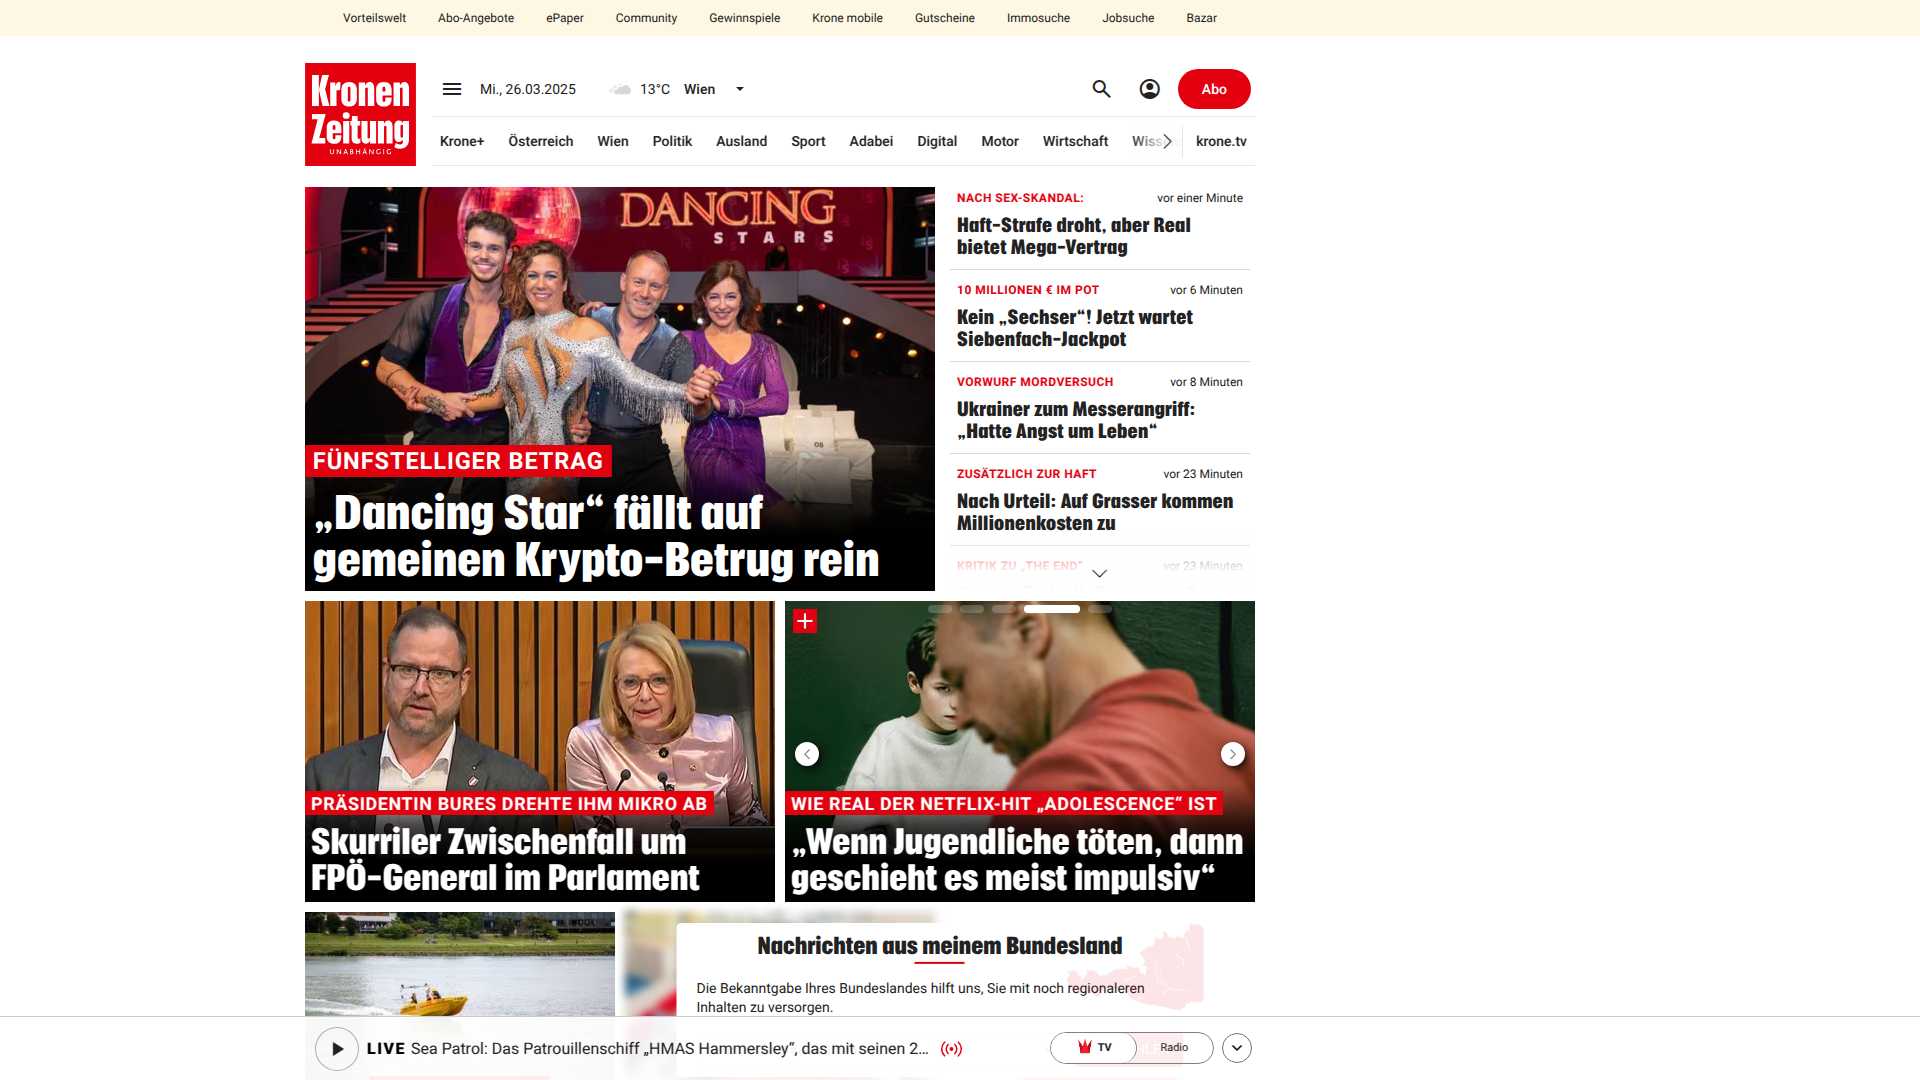 Vorteilswelt Abo-Angebote ePaper Community Gewinnspiele Krone mobile Gutscheine Immosuche Jobsuche Bazar
Kronen
Zeitung
UNABHÄNGIG
Mi., 26.03.2025 13°C Wien
Abo
Krone+ Österreich Wien Politik Ausland Sport Adabei Digital Motor Wirtschaft Wiss krone.tv
DANCING
STARS
FÜNFSTELLIGER BETRAG
„Dancing Star“ fällt auf
gemeinen Krypto-Betrug rein
NACH SEX-SKANDAL: vor einer Minute
Haft-Strafe droht, aber Real
bietet Mega-Vertrag
10 MILLIONEN € IM POT vor 6 Minuten
Kein „Sechser“! Jetzt wartet
Siebenfach-Jackpot
VORWURF MORDVERSUCH vor 8 Minuten
Ukrainer zum Messerangriff:
„Hatte Angst um Leben“
ZUSÄTZLICH ZUR HAFT vor 23 Minuten
Nach Urteil: Auf Grasser kommen
Millionenkosten zu
KRITIK ZU „THE END“ vor 23 Minuten
PRÄSIDENTIN BURES DREHTE IHM MIKRO AB
Skurriler Zwischenfall um
FPÖ-General im Parlament
WIE REAL DER NETFLIX-HIT „ADOLESCENCE“ IST
„Wenn Jugendliche töten, dann
geschieht es meist impulsiv“
Nachrichten aus meinem Bundesland
Die Bekanntgabe Ihres Bundeslandes hilft uns, Sie mit noch regionaleren
Inhalten zu versorgen.
LIVE Sea Patrol: Das Patrouillenschiff „HMAS Hammersley“, das mit seinen 2...
TV
Radio